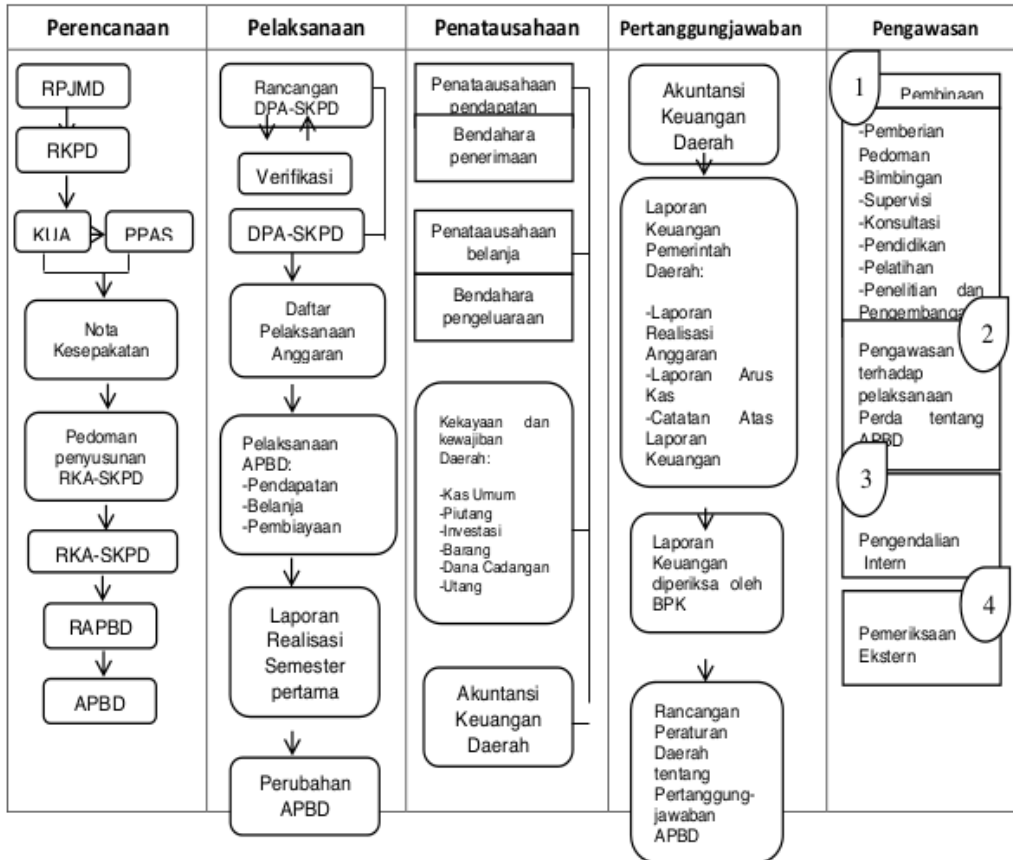 Perencanaan
Pelaksanaan
Penatausahaan
Pertanggungjawaban
Pengawasan
RPJMD
RKPD
KUA
PPAS
Nota
Kesepakatan
Pedoman
penyusunan
RKA-SKPD
RKA-SKPD
RAPBD
APBD
Rancangan
DPA-SKPD
Verifikasi
DPA-SKPD
Daftar
Pelaksanaan
Anggaran
Pelaksanaan
APBD:
-Pendapatan
-Belanja
-Pembiayaan
Laporan
Realisasi
Semester
pertama
Perubahan
APBD
Penataausahaan
pendapatan
Bendahara
penerimaan
Penataausahaan
belanja
Bendahara
pengeluaraan
Kekayaan dan
kewajiban
Daerah:
-Kas Umum
-Piutang
-Investasi
-Barang
-Dana Cadangan
-Utang
Akuntansi
Keuangan
Daerah
Akuntansi
Keuangan
Daerah
Laporan
Keuangan
Pemerintah
Daerah:
-Laporan
Realisasi
Anggaran
-Laporan Arus
Kas
-Catatan Atas
Laporan
Keuangan
Laporan
Keuangan
diperiksa oleh
BPK
Rancangan
Peraturan
Daerah
tentang
Pertanggung-
jawaban
APBD
1
Pembinaan
-Pemberian
Pedoman
-Bimbingan
-Supervisi
-Konsultasi
-Pendidikan
-Pelatihan
-Penelitian dan
Pengembangan
2
Pengawasan
terhadap
pelaksanaan
Perda tentang
APBD
3
Pengendalian
Intern
4
Pemeriksaan
Ekstern